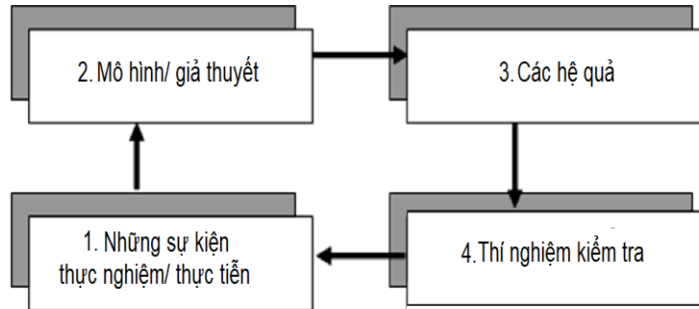 2. Mô hình/ giả thuyết
3. Các hệ quả
1. Những sự kiện
thực nghiệm/ thực tiễn
4. Thí nghiệm kiểm tra